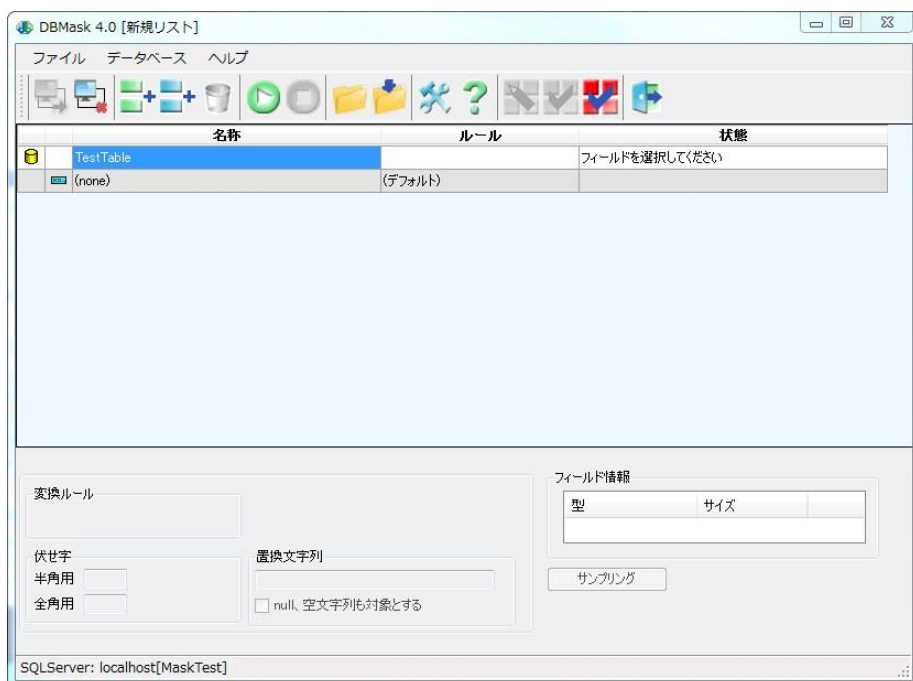 DBMask 4.0 [新規リスト]
ファイル データベース ヘルプ
名称 ルール 状態
TestTable フィールドを選択してください
(none) (デフォルト)
変換ルール
フィールド情報
型 サイズ
伏せ字
半角用
全角用
置換文字列
null、空文字列も対象とする
サンプリング
SQLServer: localhost[MaskTest]